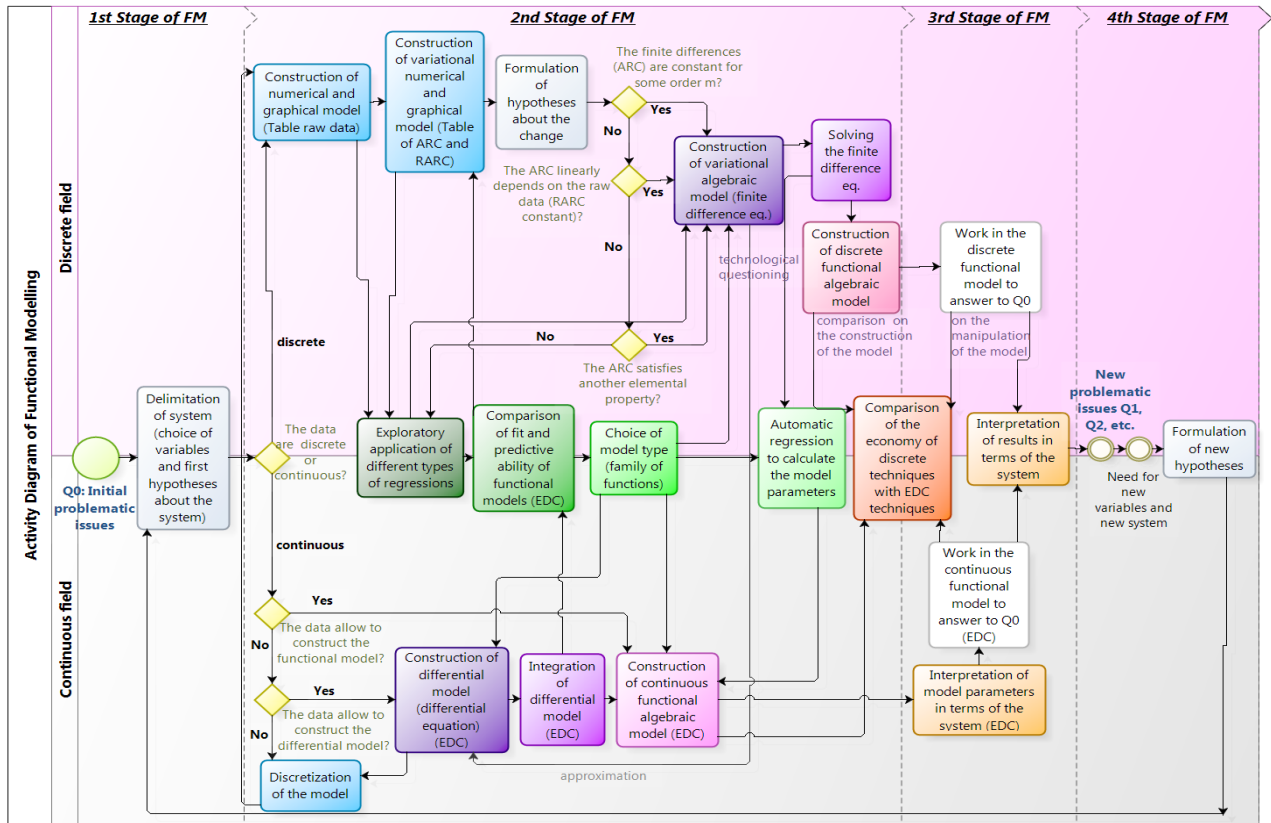 1st Stage of FM
2nd Stage of FM
3rd Stage of FM
4th Stage of FM
Activity Diagram of Functional Modelling
Discrete field
Continuous field
Construction of
numerical and
graphical model
(Table raw data)
Construction
of variational
numerical
and
graphical
model (Table
of ARC and
RARC)
Formulation
of
hypotheses
about the
change
The finite differences
(ARC) are constant for
some order m?
Yes
No
The ARC linearly
depends on the raw
data (RARC
constant)?
Yes
No
Construction
of variational
algebraic
model (finite
difference eq.)
Solving
the finite
difference
eq.
technological
questioning
Construction
of discrete
functional
algebraic
model
Work in the
discrete
functional
model to
answer to Q0
comparison on
the construction
of the model
on the
manipulation
of the model
discrete
No
Yes
The ARC satisfies
another elemental
property?
Q0: Initial
problematic
issues
Delimitation
of system
(choice of
variables
and first
hypotheses
about the
system)
The data
are discrete
or
continuous?
Exploratory
application of
different types
of regressions
Comparison
of fit and
predictive
ability of
functional
models (EDC)
Choice of
model type
(family of
functions)
Automatic
regression
to calculate
the model
parameters
Comparison
of the
economy of
discrete
techniques
with EDC
techniques
Interpretation
of results in
terms of the
system
New
problematic
issues Q1,
Q2, etc.
Need for
new
variables and
new system
Formulation
of new
hypotheses
continuous
Yes
No
The data allow to
construct the
functional model?
Yes
No
The data allow to
construct the
differential model?
Construction of
differential
model
(differential
equation)
(EDC)
Integration
of
differential
model
(EDC)
Construction
of continuous
functional
algebraic
model (EDC)
Work in the
continuous
functional
model to
answer to Q0
(EDC)
Interpretation of
model parameters
in terms of the
system (EDC)
Discretization
of the model
approximation